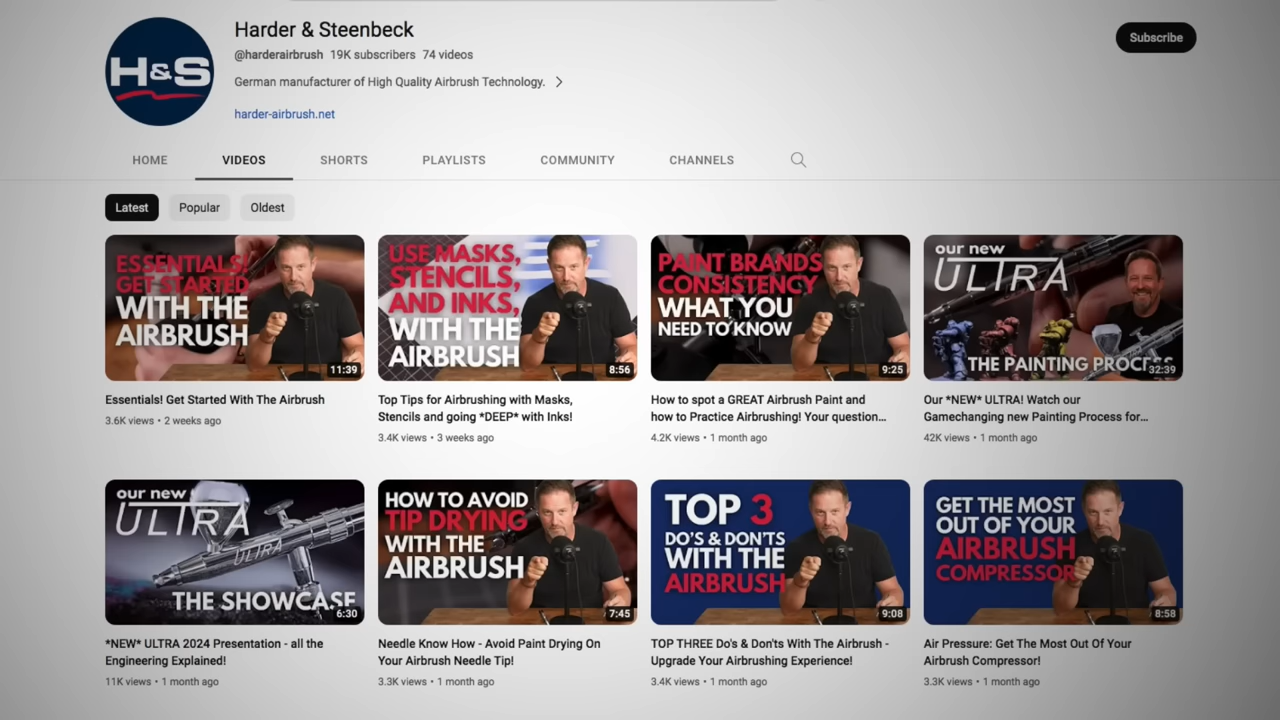 H&S
Harder & Steenbeck
@harderairbrush 19K subscribers 74 videos
German manufacturer of High Quality Airbrush Technology.
harder-airbrush.net
Subscribe
HOME VIDEOS SHORTS PLAYLISTS COMMUNITY CHANNELS
Latest Popular Oldest
ESSENTIALS!
GET STARTED
WITH THE
AIRBRUSH
11:39
USE MASKS,
STENCILS,
AND INKS,
WITH THE
AIRBRUSH
8:56
PAINT BRANDS
CONSISTENCY
WHAT YOU
NEED TO KNOW
9:25
our new
ULTRA
THE PAINTING PROCESS
32:39
Essentials! Get Started With The Airbrush
3.6K views • 2 weeks ago
Top Tips for Airbrushing with Masks,
Stencils and going *DEEP* with Inks!
3.4K views • 3 weeks ago
How to spot a GREAT Airbrush Paint and
how to Practice Airbrushing! Your question...
4.2K views • 1 month ago
Our *NEW* ULTRA! Watch our
Gamechanging new Painting Process for...
42K views • 1 month ago
our new
ULTRA
ULTRA
THE SHOWCASE
6:30
HOW TO AVOID
TIP DRYING
WITH THE
AIRBRUSH
7:45
TOP 3
DO'S & DON'TS
WITH THE
AIRBRUSH
9:08
GET THE MOST
OUT OF YOUR
AIRBRUSH
COMPRESSOR
8:58
*NEW* ULTRA 2024 Presentation - all the
Engineering Explained!
11K views • 1 month ago
Needle Know How - Avoid Paint Drying On
Your Airbrush Needle Tip!
3.3K views • 1 month ago
TOP THREE Do's & Don'ts With The Airbrush -
Upgrade Your Airbrushing Experience!
3.4K views • 1 month ago
Air Pressure: Get The Most Out Of Your
Airbrush Compressor!
3.3K views • 1 month ago